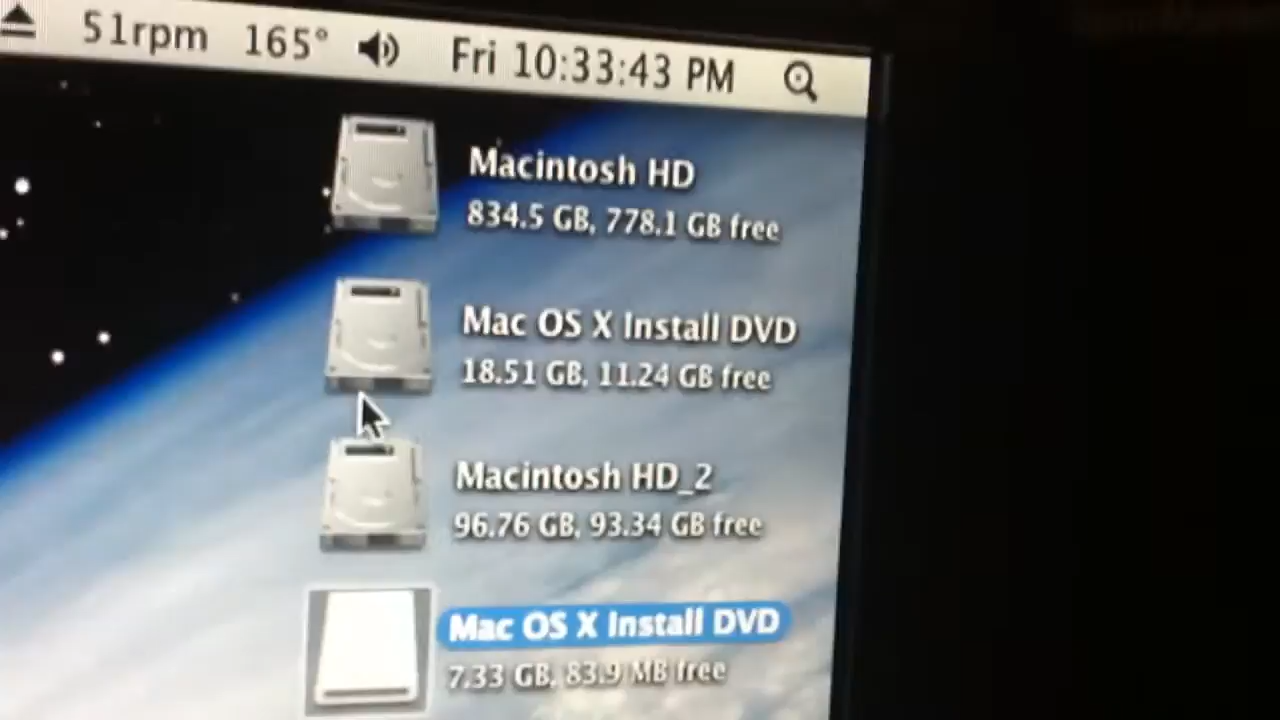 51rpm 165° Fri 10:33:43 PM
Macintosh HD
834.5 GB, 778.1 GB free
Mac OS X Install DVD
18.51 GB, 11.24 GB free
Macintosh HD_2
96.76 GB, 93.34 GB free
Mac OS X Install DVD
7.33 GB, 83.9 MB free